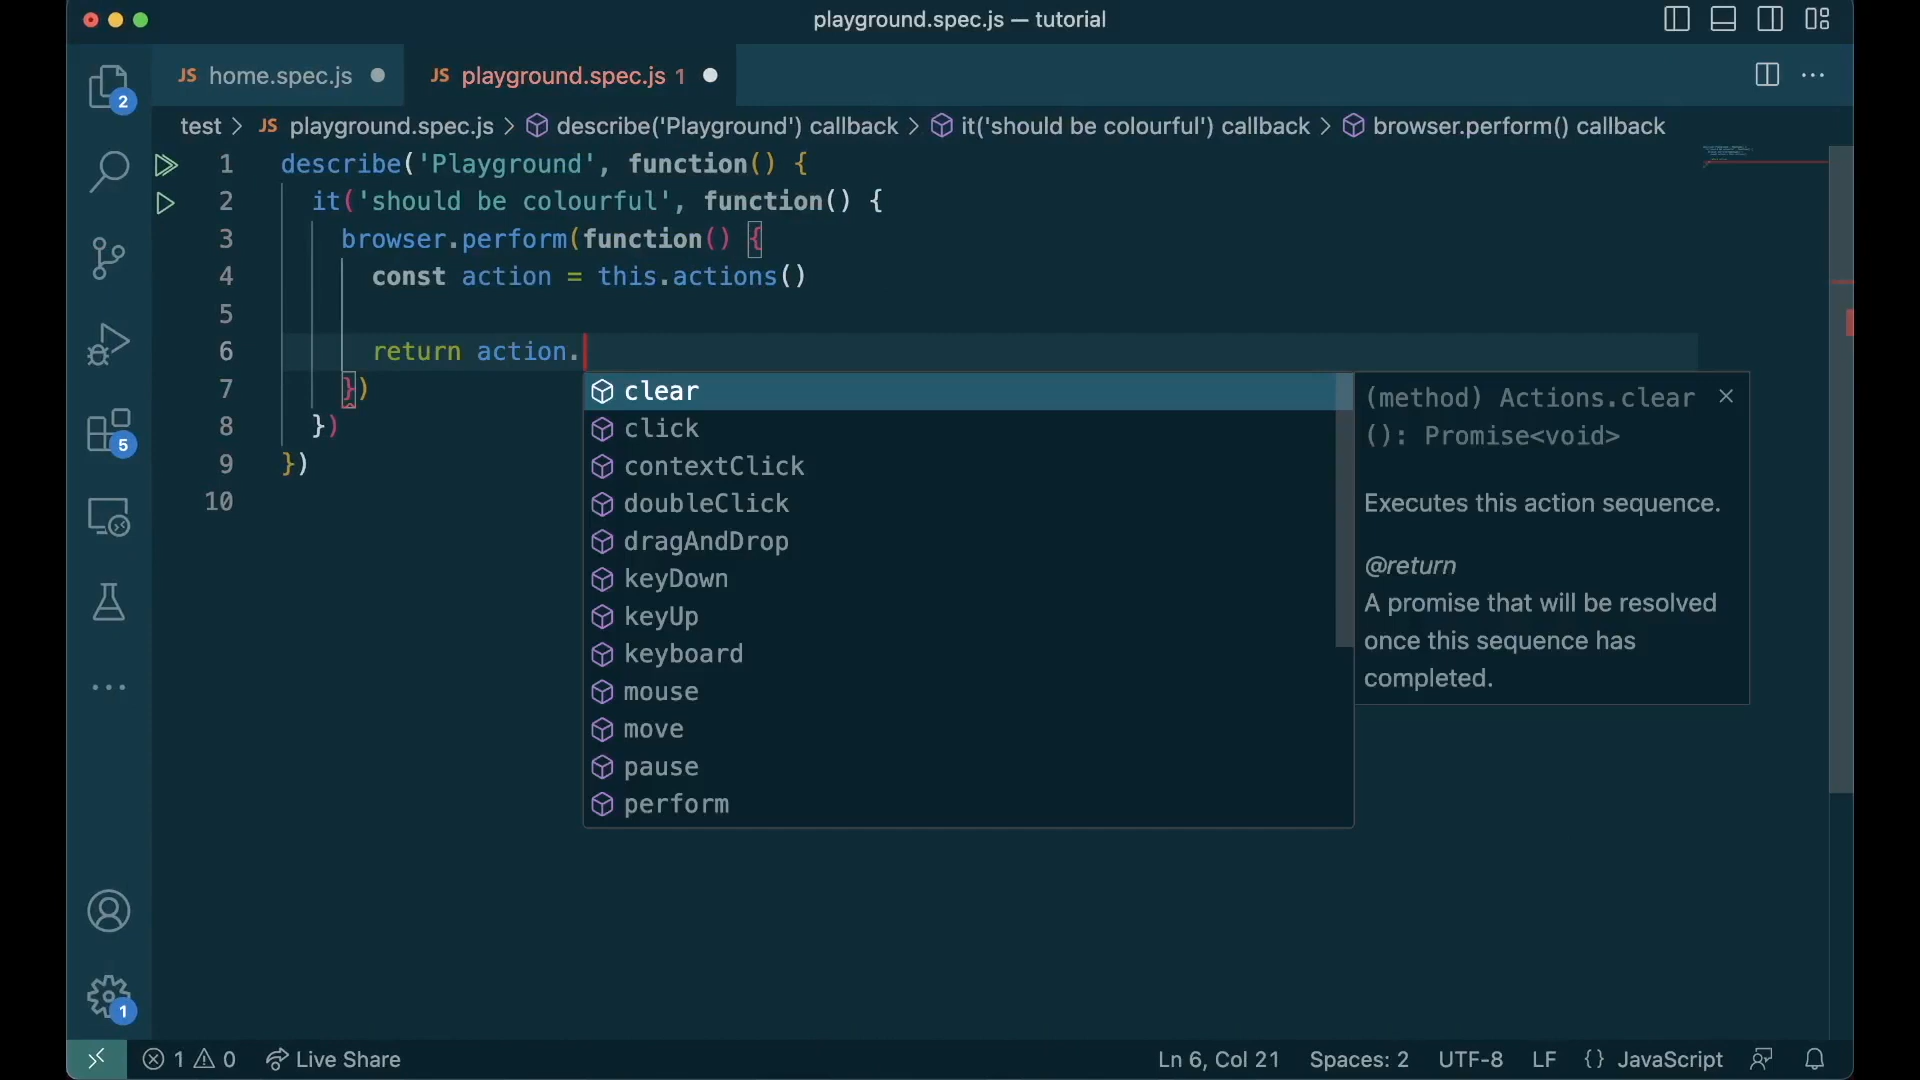 playground.spec.js — tutorial
JS home.spec.js
JS playground.spec.js 1
2
test > JS playground.spec.js > describe('Playground') callback > it('should be colourful') callback > browser.perform() callback
1 describe('Playground', function() {
2 it('should be colourful', function() {
3 browser.perform(function() {
4 const action = this.actions()
5
6 return action.
7 })
8 })
9 })
10
clear
click
contextClick
doubleClick
dragAndDrop
keyDown
keyUp
keyboard
mouse
move
pause
perform
(method) Actions.clear
(): Promise<void>
Executes this action sequence.
@return
A promise that will be resolved
once this sequence has
completed.
5
1
1 0 Live Share Ln 6, Col 21 Spaces: 2 UTF-8 LF {} JavaScript